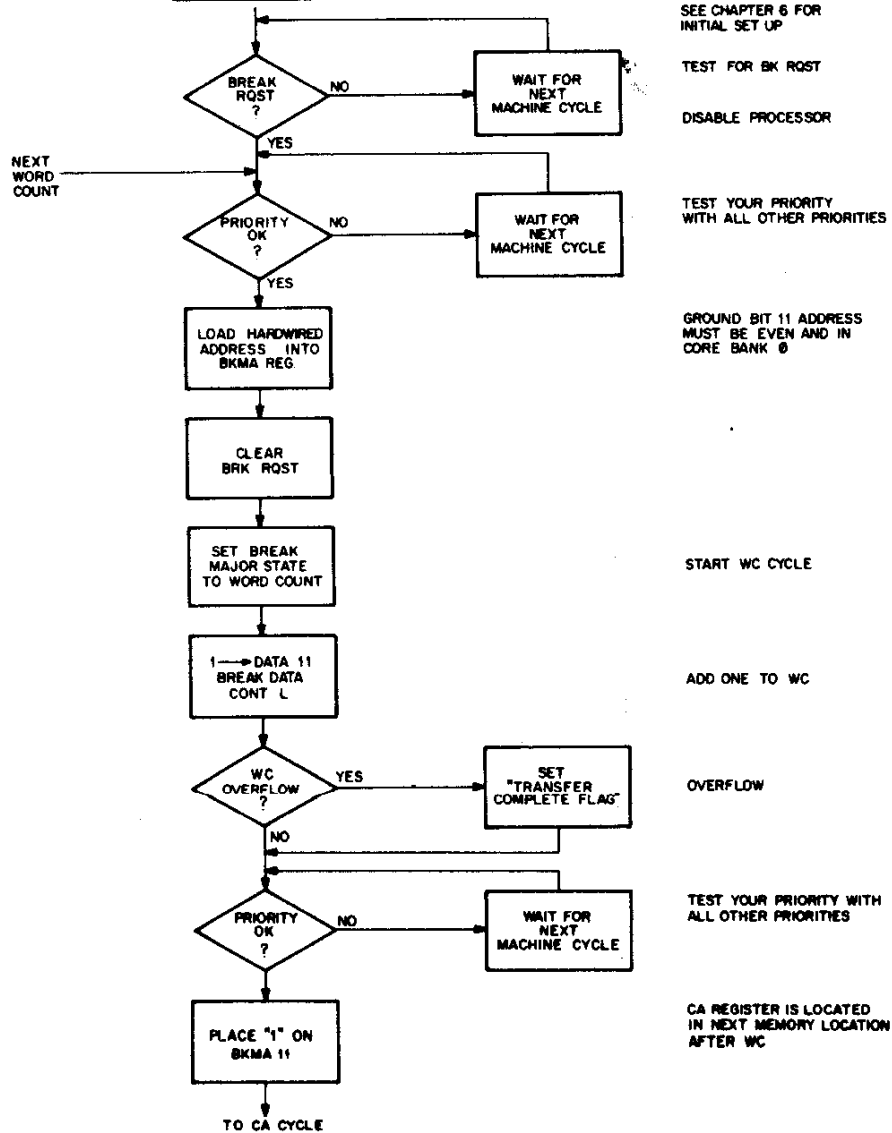 SEE CHAPTER 6 FOR
INITIAL SET UP
BREAK
RQST
?
NO
WAIT FOR
NEXT
MACHINE CYCLE
TEST FOR BK RQST
DISABLE PROCESSOR
YES
NEXT
WORD
COUNT
PRIORITY
OK
?
NO
WAIT FOR
NEXT
MACHINE CYCLE
TEST YOUR PRIORITY
WITH ALL OTHER PRIORITIES
YES
LOAD HARDWIRED
ADDRESS INTO
BKMA REG.
GROUND BIT 11 ADDRESS
MUST BE EVEN AND IN
CORE BANK 0
CLEAR
BRK RQST
SET BREAK
MAJOR STATE
TO WORD COUNT
START WC CYCLE
1→DATA 11
BREAK DATA
CONT L
ADD ONE TO WC
WC
OVERFLOW
?
YES
SET
"TRANSFER
COMPLETE FLAG"
OVERFLOW
NO
PRIORITY
OK
?
NO
WAIT FOR
NEXT
MACHINE CYCLE
TEST YOUR PRIORITY WITH
ALL OTHER PRIORITIES
YES
PLACE "1" ON
BKMA 11
CA REGISTER IS LOCATED
IN NEXT MEMORY LOCATION
AFTER WC
TO CA CYCLE